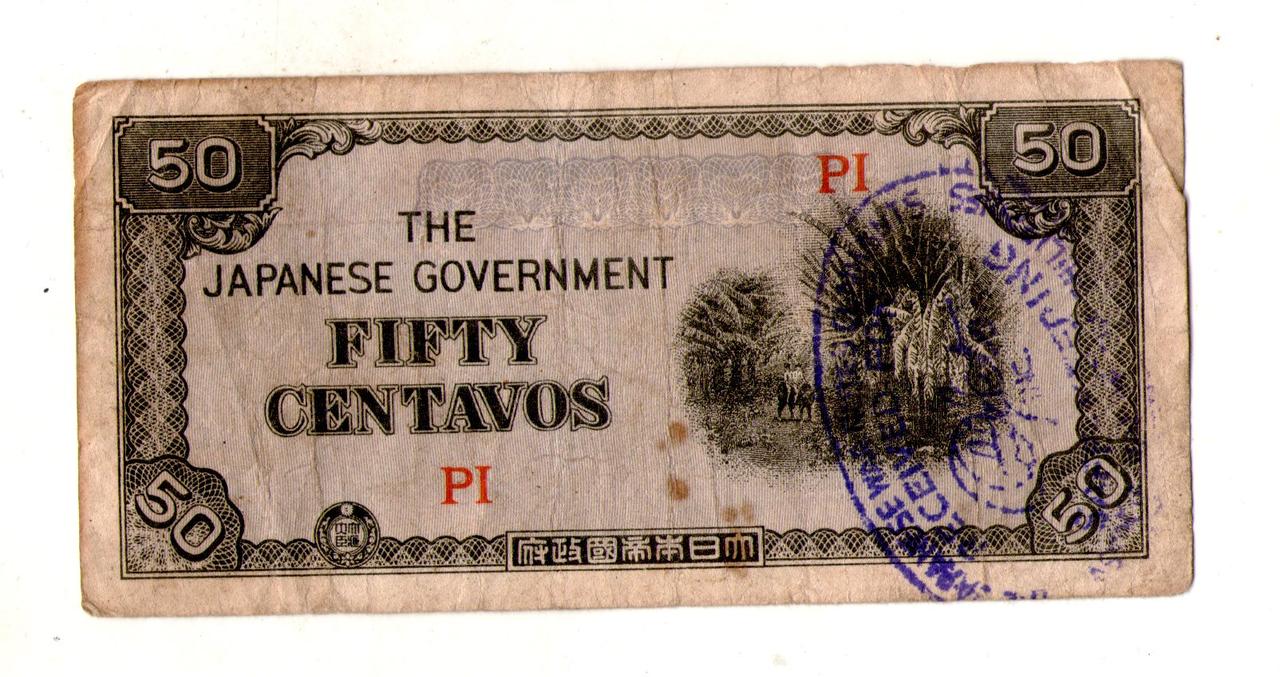 50 50
PI
THE
JAPANESE GOVERNMENT
FIFTY
CENTAVOS
PI
50 50
府政國帝本日大